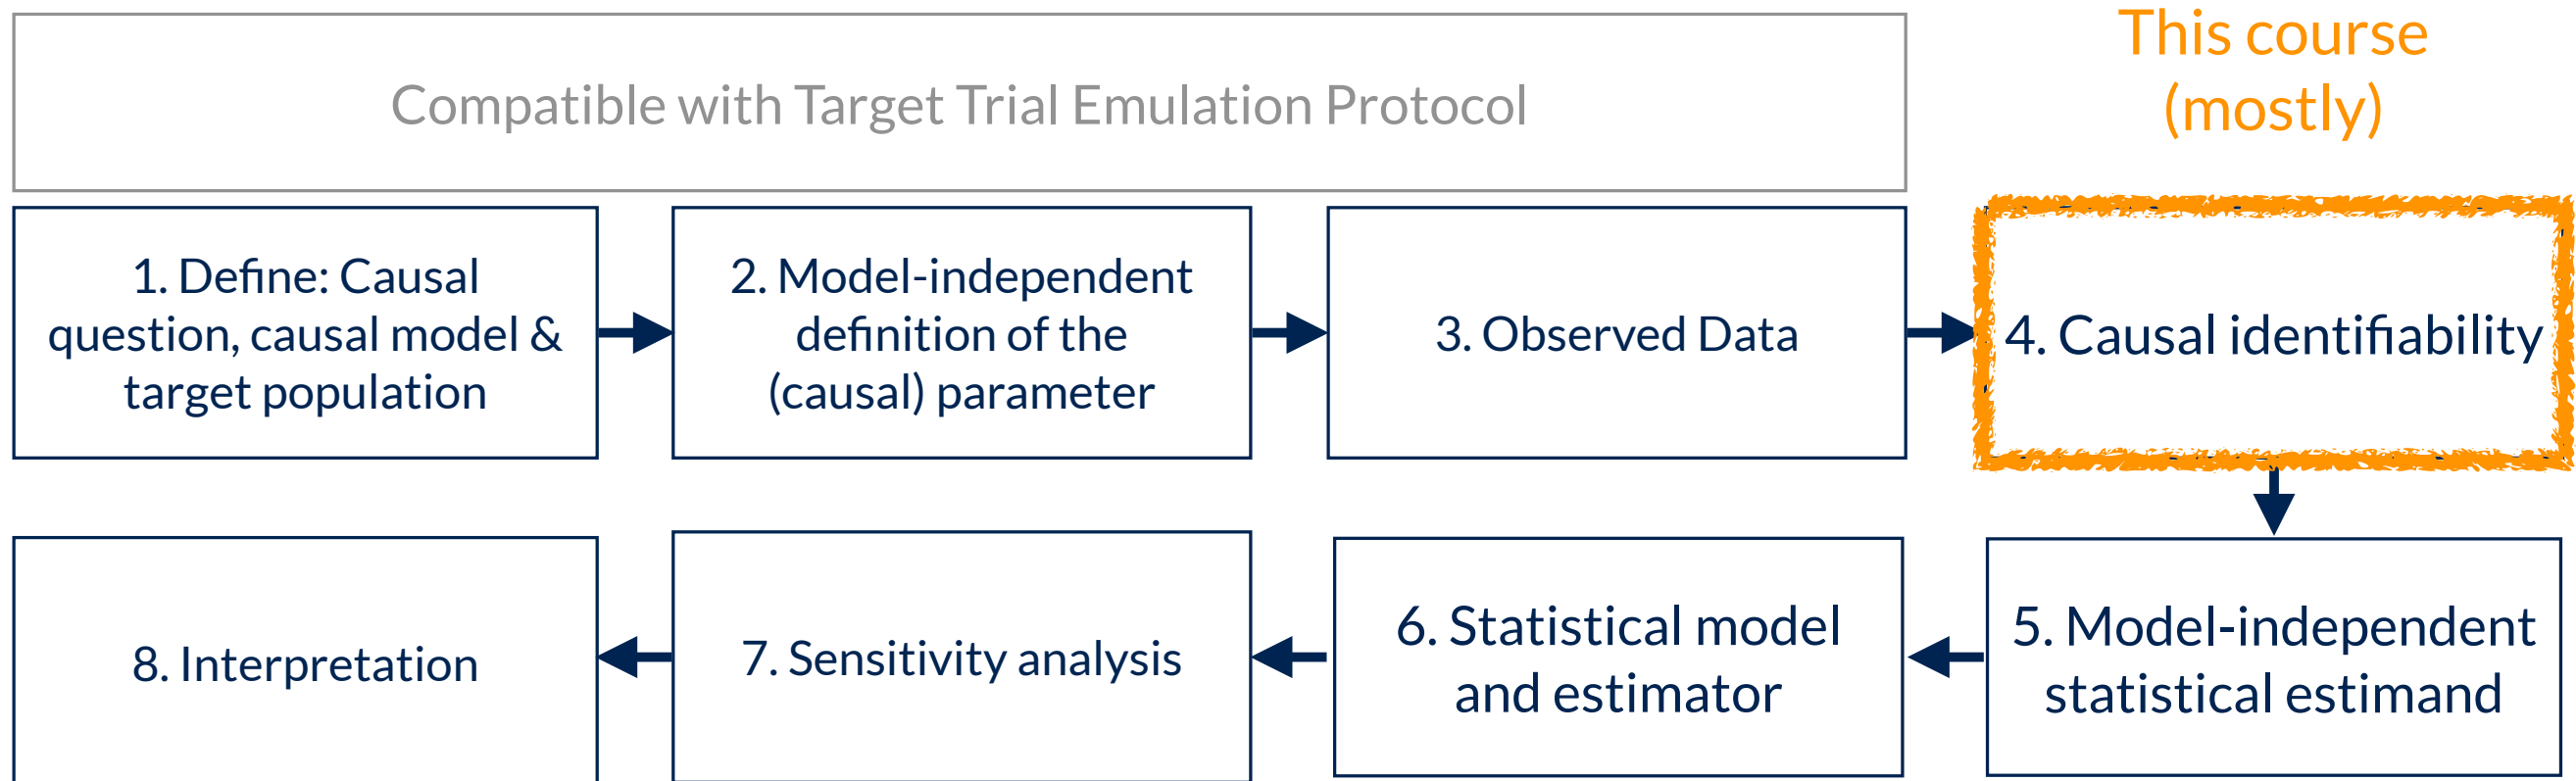 Compatible with Target Trial Emulation Protocol
This course
(mostly)
1. Define: Causal
question, causal model &
target population
2. Model-independent
definition of the
(causal) parameter
3. Observed Data
4. Causal identifiability
5. Model-independent
statistical estimand
6. Statistical model
and estimator
7. Sensitivity analysis
8. Interpretation